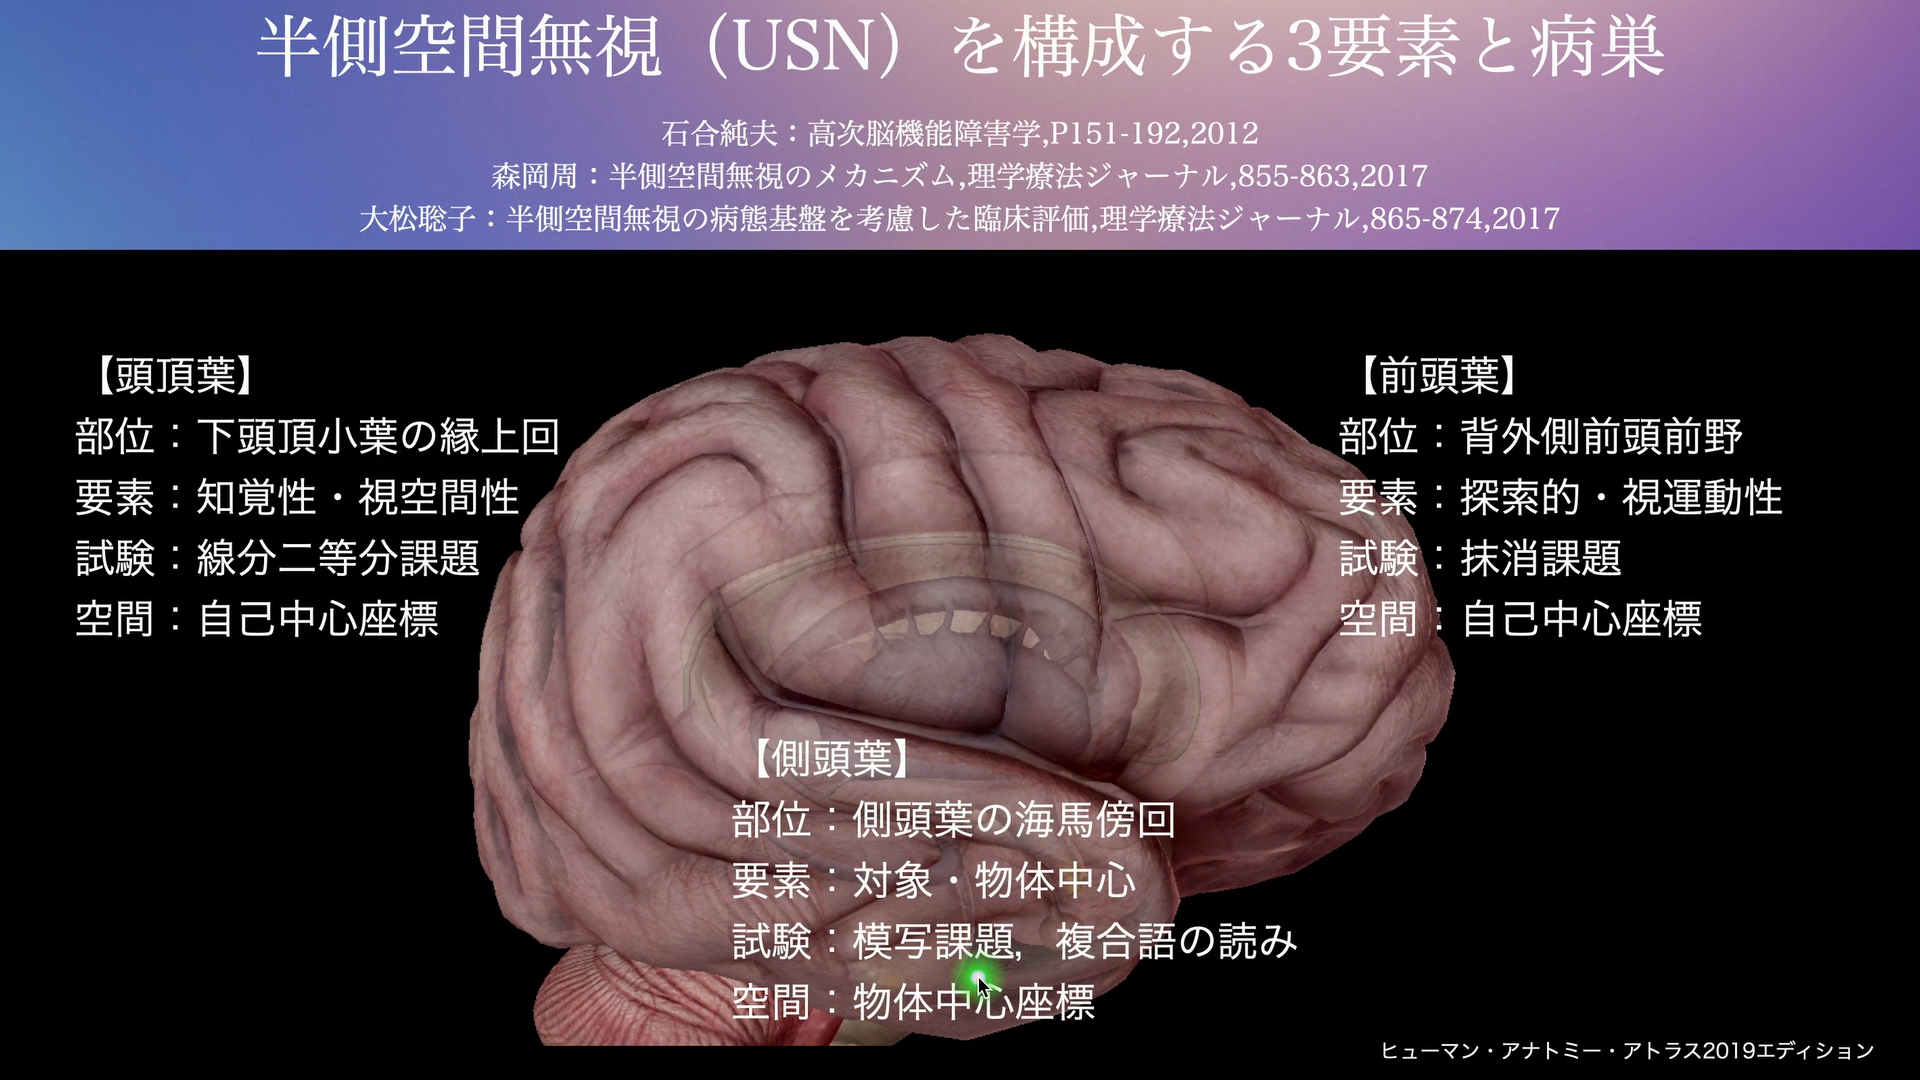 半側空間無視（USN）を構成する3要素と病巣
石合純夫：高次脳機能障害学,P151-192,2012
森岡周：半側空間無視のメカニズム,理学療法ジャーナル,855-863,2017
大松聡子：半側空間無視の病態基盤を考慮した臨床評価,理学療法ジャーナル,865-874,2017
【頭頂葉】
部位：下頭頂小葉の縁上回
要素：知覚性・視空間性
試験：線分二等分課題
空間：自己中心座標
【前頭葉】
部位：背外側前頭前野
要素：探索的・視運動性
試験：抹消課題
空間：自己中心座標
【側頭葉】
部位：側頭葉の海馬傍回
要素：対象・物体中心
試験：模写課題，複合語の読み
空間：物体中心座標
ヒューマン・アナトミー・アトラス2019エディション